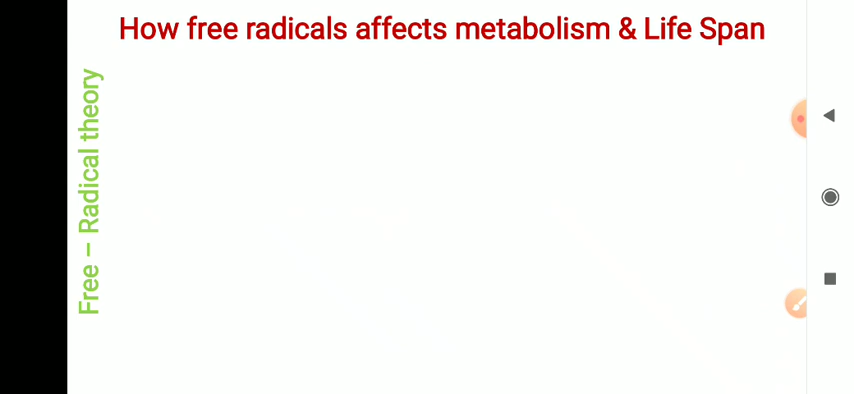 How free radicals affects metabolism & Life Span
Free – Radical theory